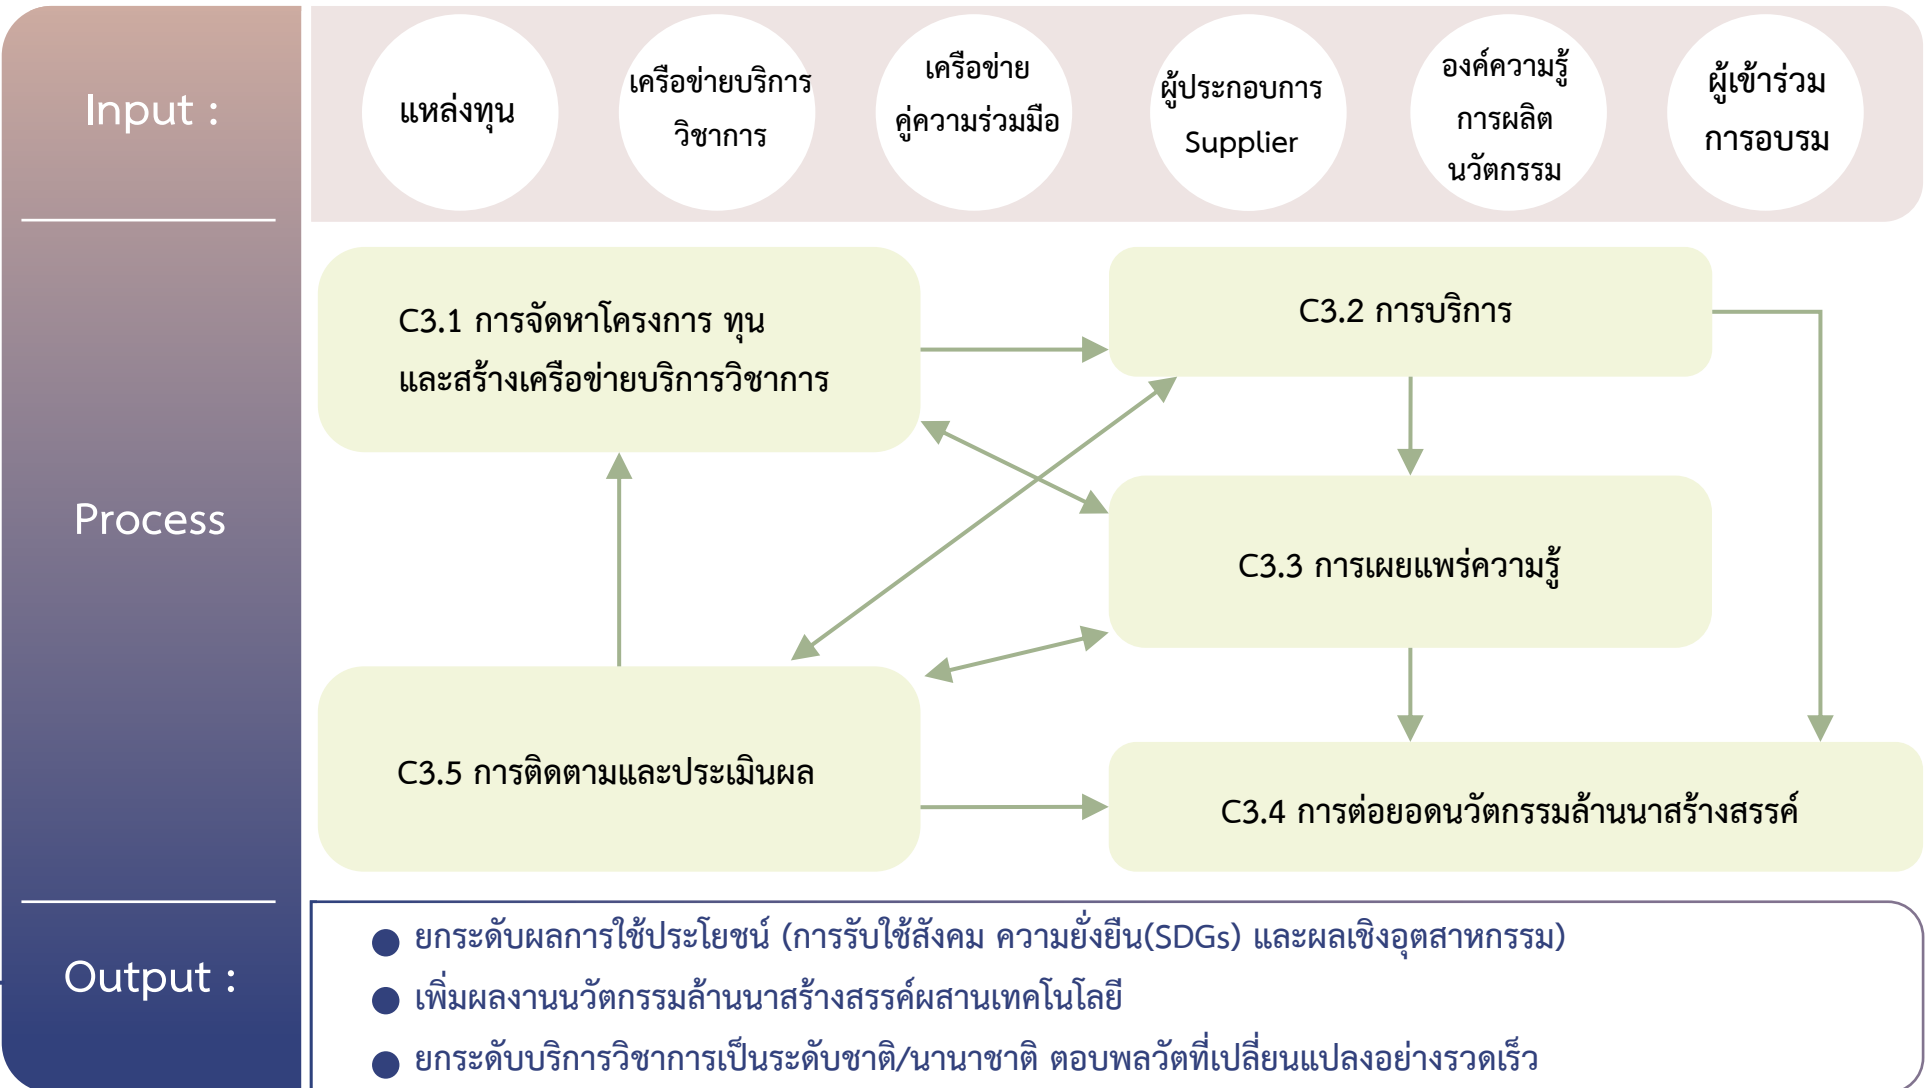 Input :
แหล่งทุน
เครือข่ายบริการ
วิชาการ
เครือข่าย
คู่ความร่วมมือ
ผู้ประกอบการ
Supplier
องค์ความรู้
การผลิต
นวัตกรรม
ผู้เข้าร่วม
การอบรม
Process
C3.1 การจัดหาโครงการ ทุน
และสร้างเครือข่ายบริการวิชาการ
C3.2 การบริการ
C3.3 การเผยแพร่ความรู้
C3.5 การติดตามและประเมินผล
C3.4 การต่อยอดนวัตกรรมล้านนาสร้างสรรค์
Output :
● ยกระดับผลการใช้ประโยชน์ (การรับใช้สังคม ความยั่งยืน(SDGs) และผลเชิงอุตสาหกรรม)
● เพิ่มผลงานนวัตกรรมล้านนาสร้างสรรค์ผสานเทคโนโลยี
● ยกระดับบริการวิชาการเป็นระดับชาติ/นานาชาติ ตอบพลวัตที่เปลี่ยนแปลงอย่างรวดเร็ว